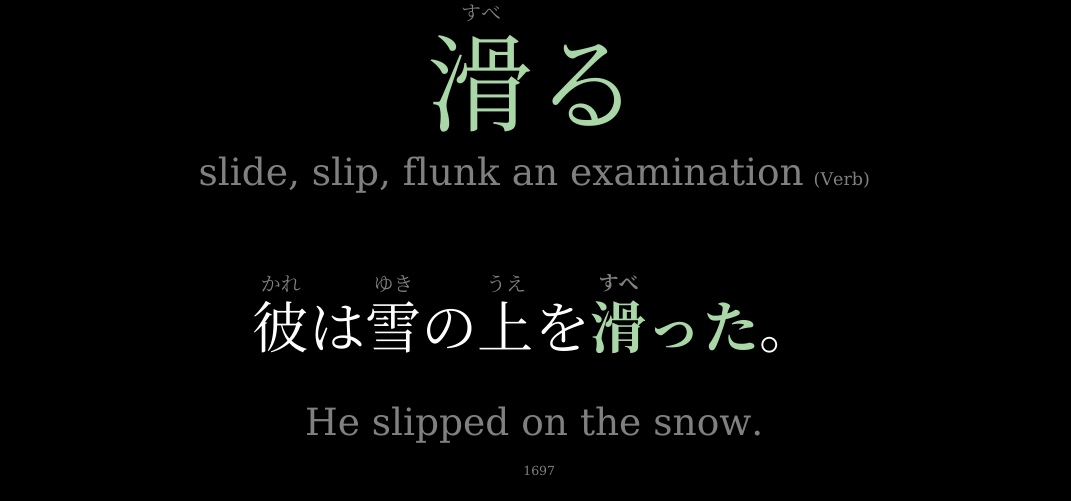 すべ
滑る
slide, slip, flunk an examination (Verb)
かれ ゆき うえ すべ
彼は雪の上を滑った。
He slipped on the snow.
1697